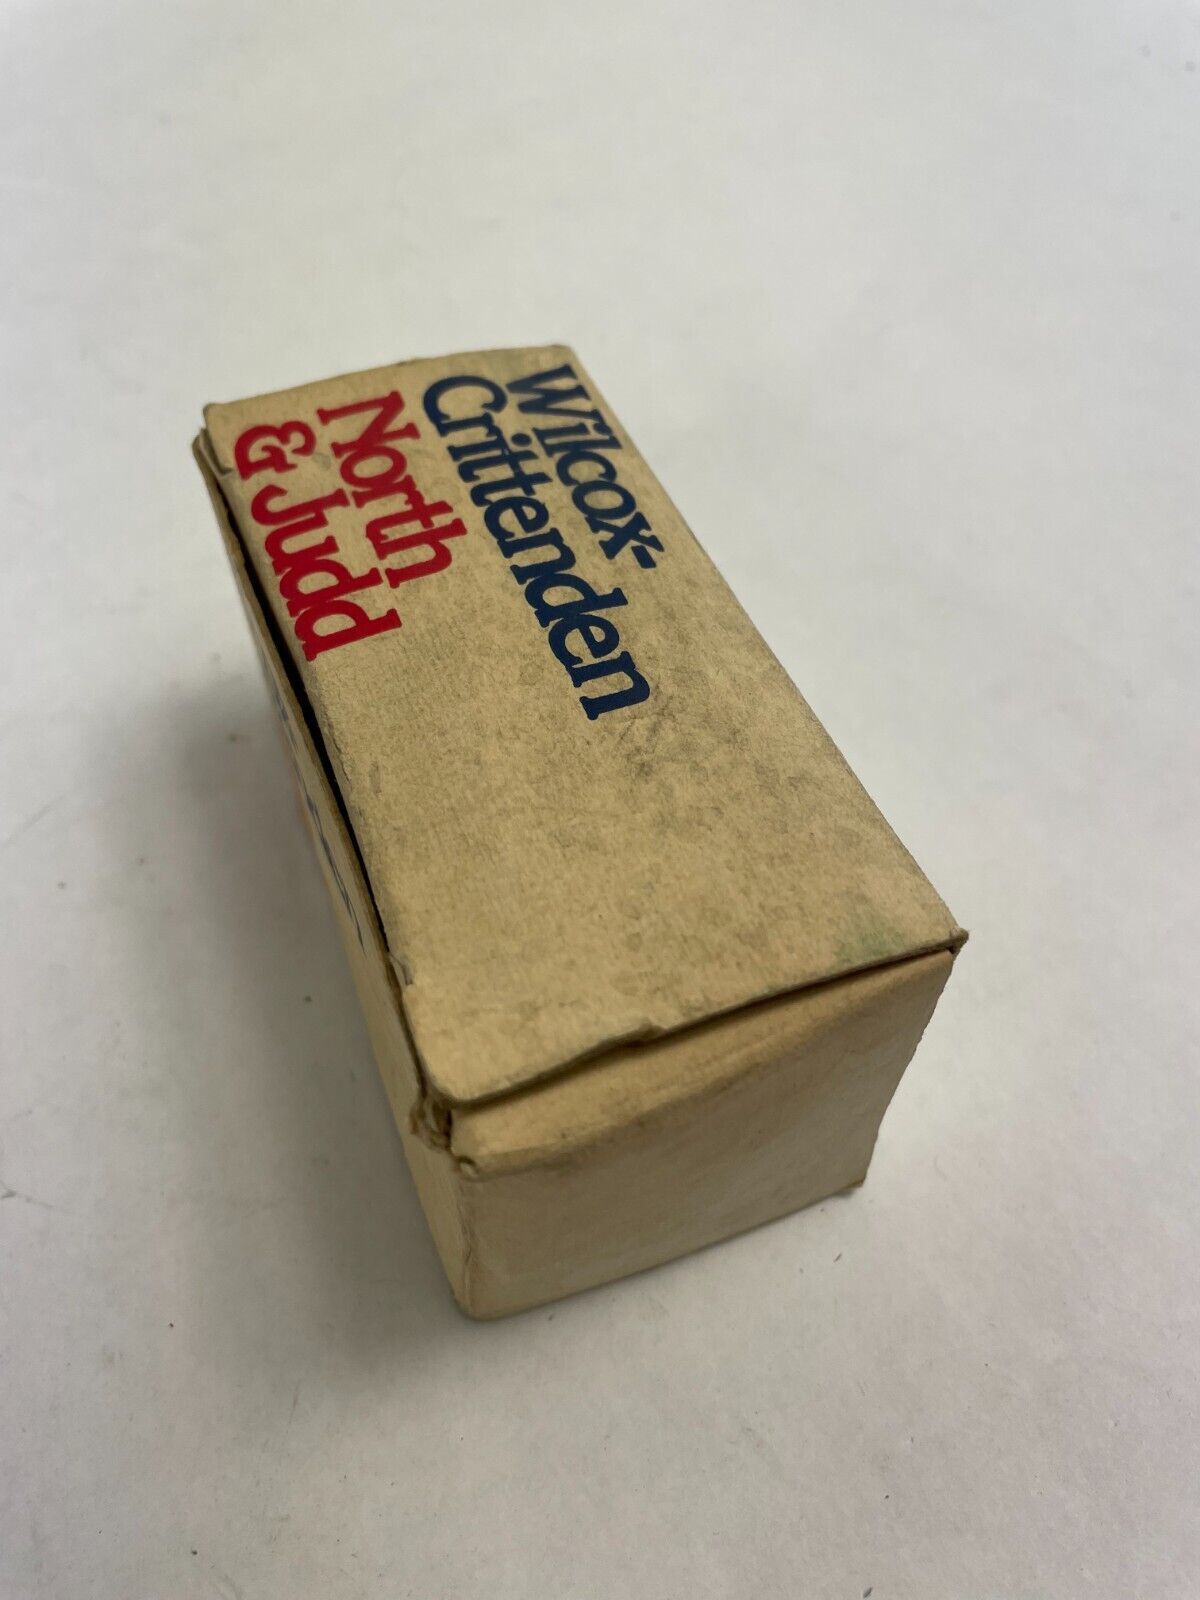 Wilcox-
Crittenden
North
& Judd